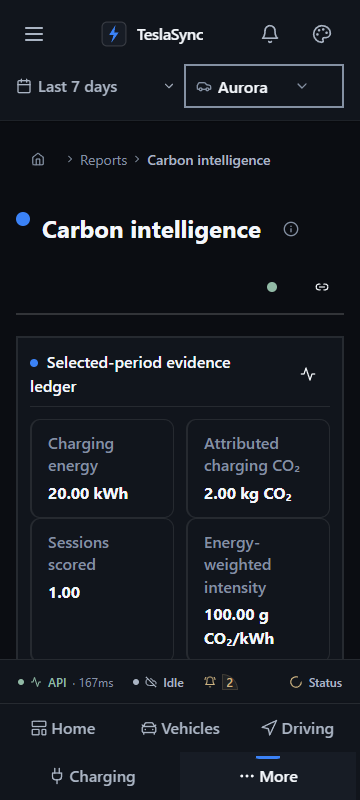 TeslaSync
Last 7 days
Aurora
Reports
Carbon intelligence
Carbon intelligence
Selected-period evidence
ledger
Charging
energy
20.00 kWh
Attributed
charging CO₂
2.00 kg CO₂
Sessions
scored
1.00
Energy-
weighted
intensity
100.00 g
CO₂/kWh
API · 167ms
Idle
2
Status
Home
Vehicles
Driving
Charging
More